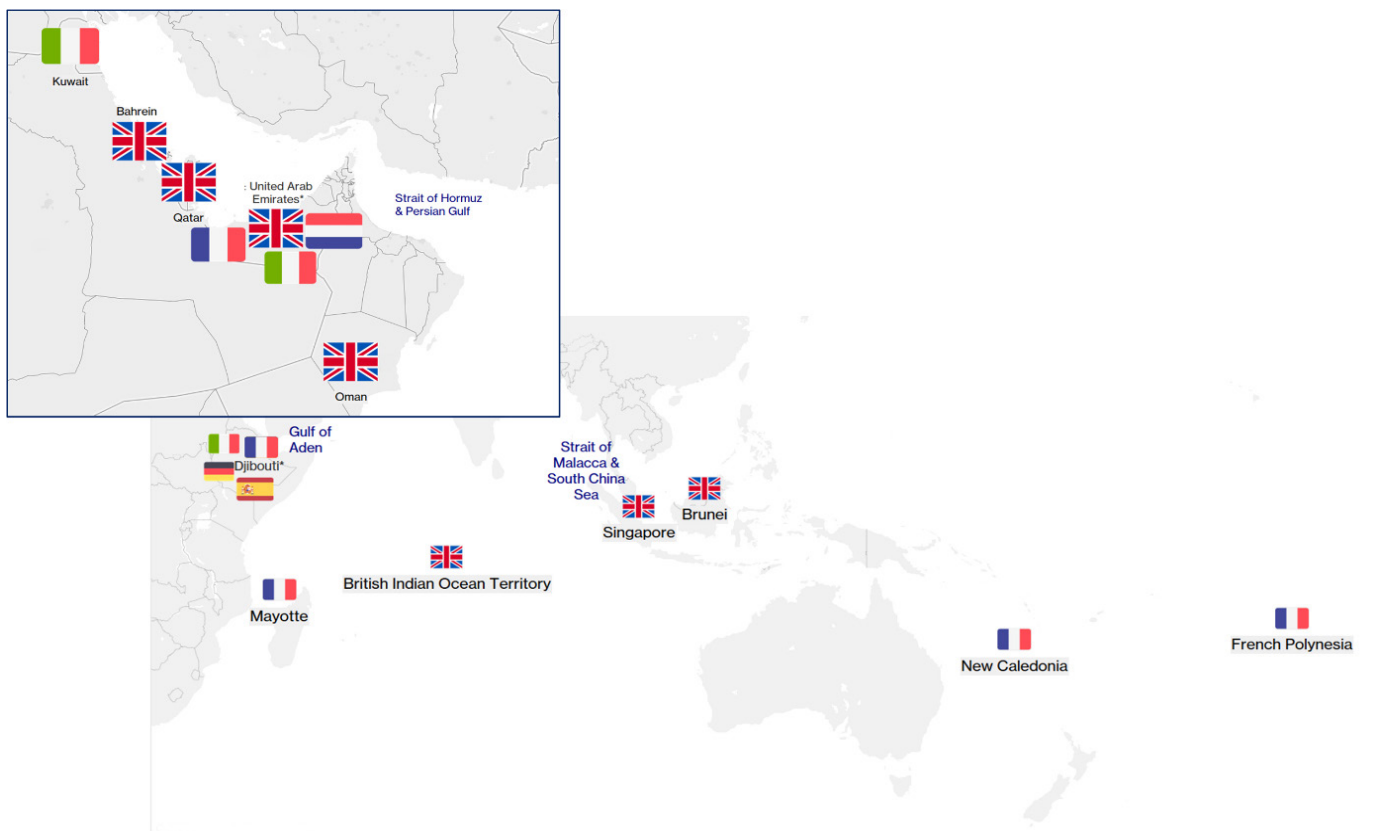 Kuwait
Bahrein
Qatar
: United Arab
Emirates*
Strait of Hormuz
& Persian Gulf
Oman
Gulf of
Aden
Djibouti*
Strait of
Malacca &
South China
Sea
Singapore
Brunei
British Indian Ocean Territory
Mayotte
New Caledonia
French Polynesia